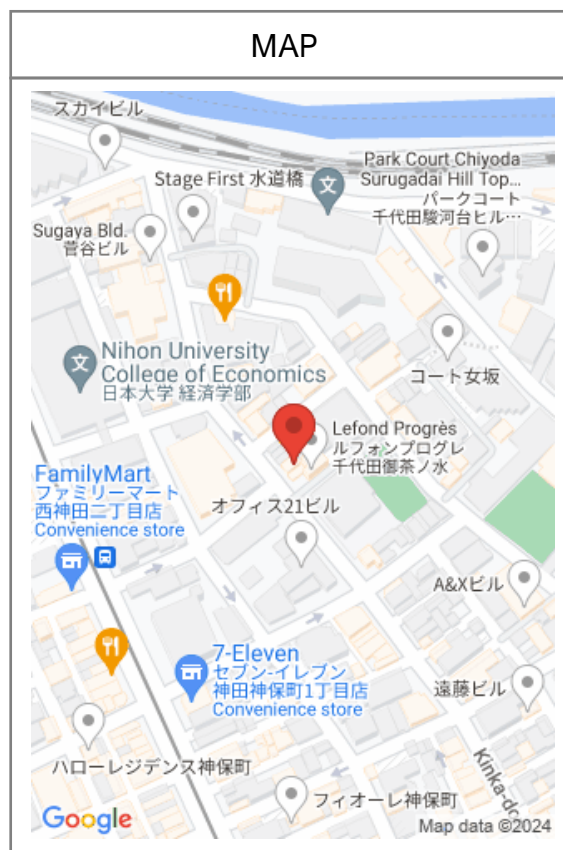 MAP
スカイビル
Park Court Chiyoda
Surugadai Hill Top...
パークコート
千代田駿河台ヒル…
Stage First 水道橋
文
Sugaya Bld.
菅谷ビル
文
Nihon University
College of Economics
日本大学 経済学部
コート女坂
Lefond Progrès
ルフォンプログレ
千代田御茶ノ水
FamilyMart
ファミリーマート
西神田二丁目店
Convenience store
オフィス21ビル
A&Xビル
7-Eleven
セブン-イレブン
神田神保町1丁目店
Convenience store
遠藤ビル
ハローレジデンス神保町
Kinka-do
フィオーレ神保町
Google
Map data ©2024